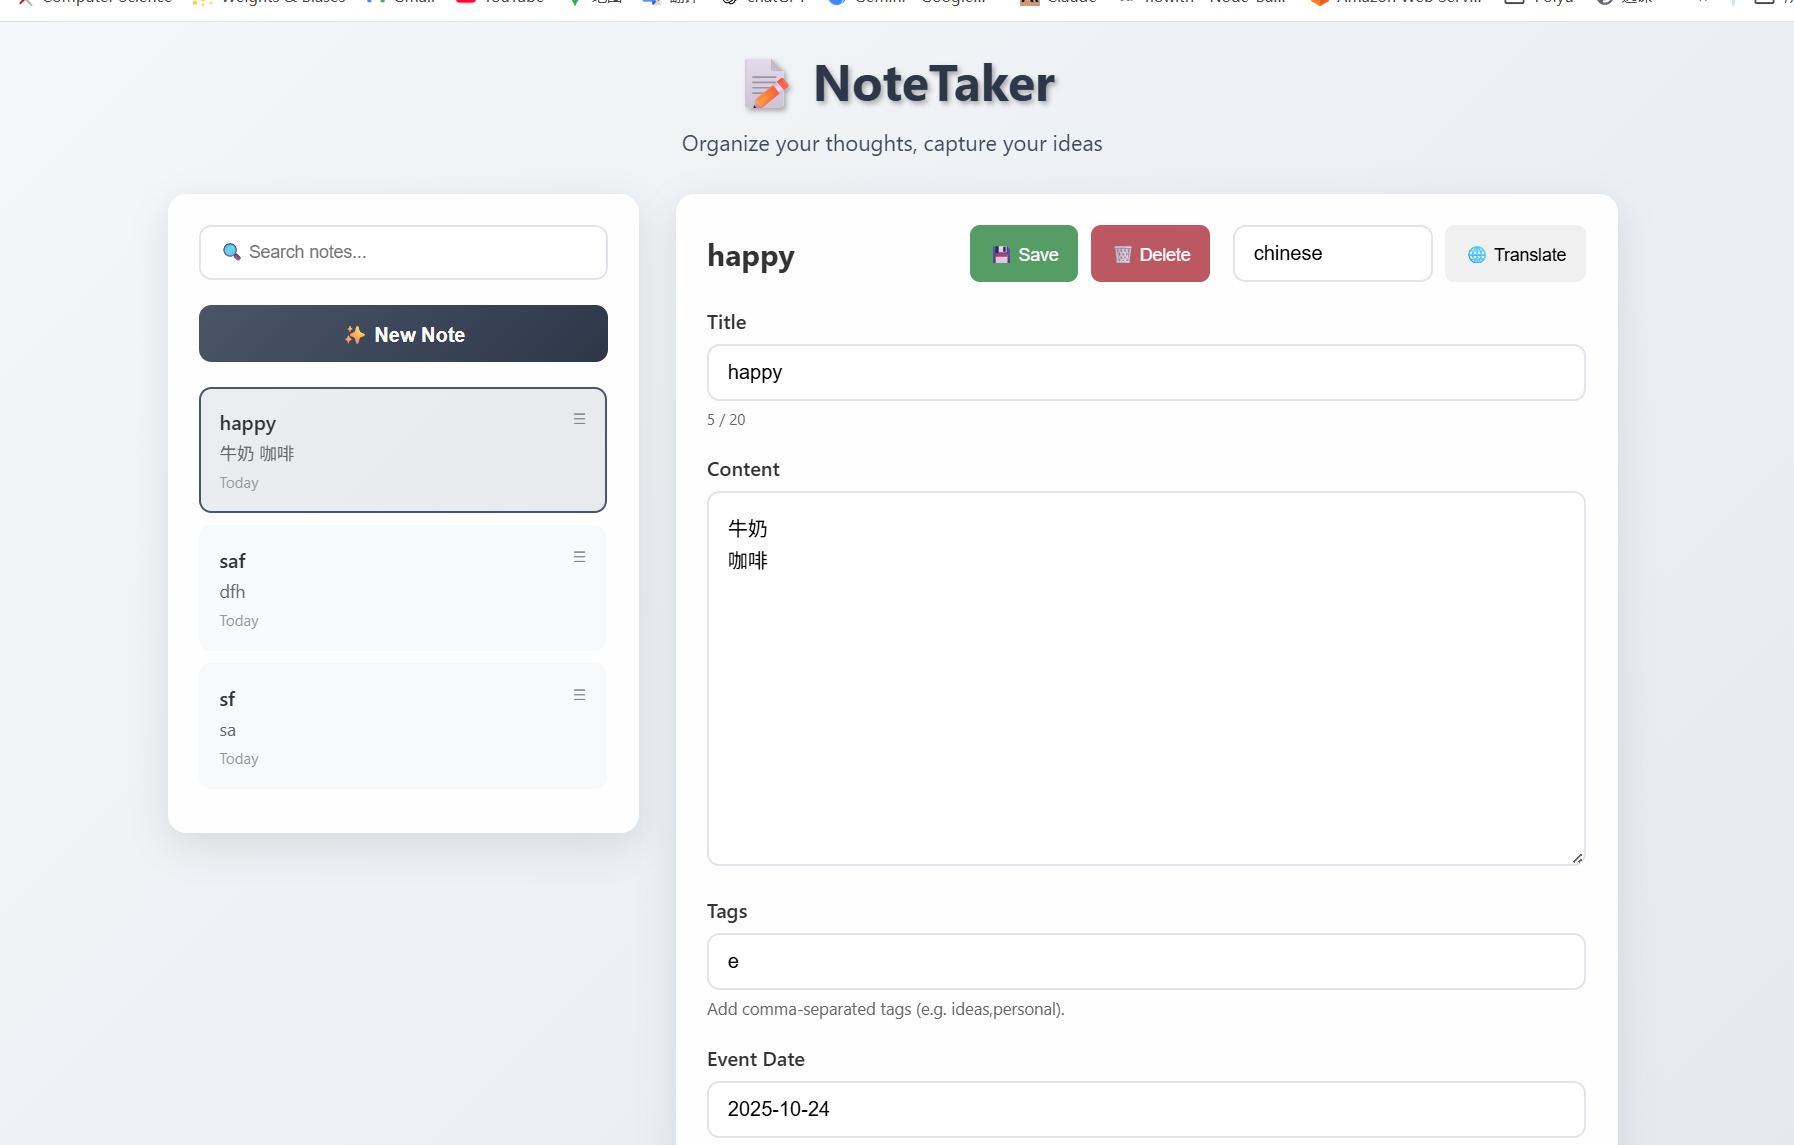 NoteTaker
Organize your thoughts, capture your ideas
Search notes...
New Note
happy
牛奶 咖啡
Today
saf
dfh
Today
sf
sa
Today
happy
Save
Delete
chinese
Translate
Title
happy
5 / 20
Content
牛奶
咖啡
Tags
e
Add comma-separated tags (e.g. ideas,personal).
Event Date
2025-10-24